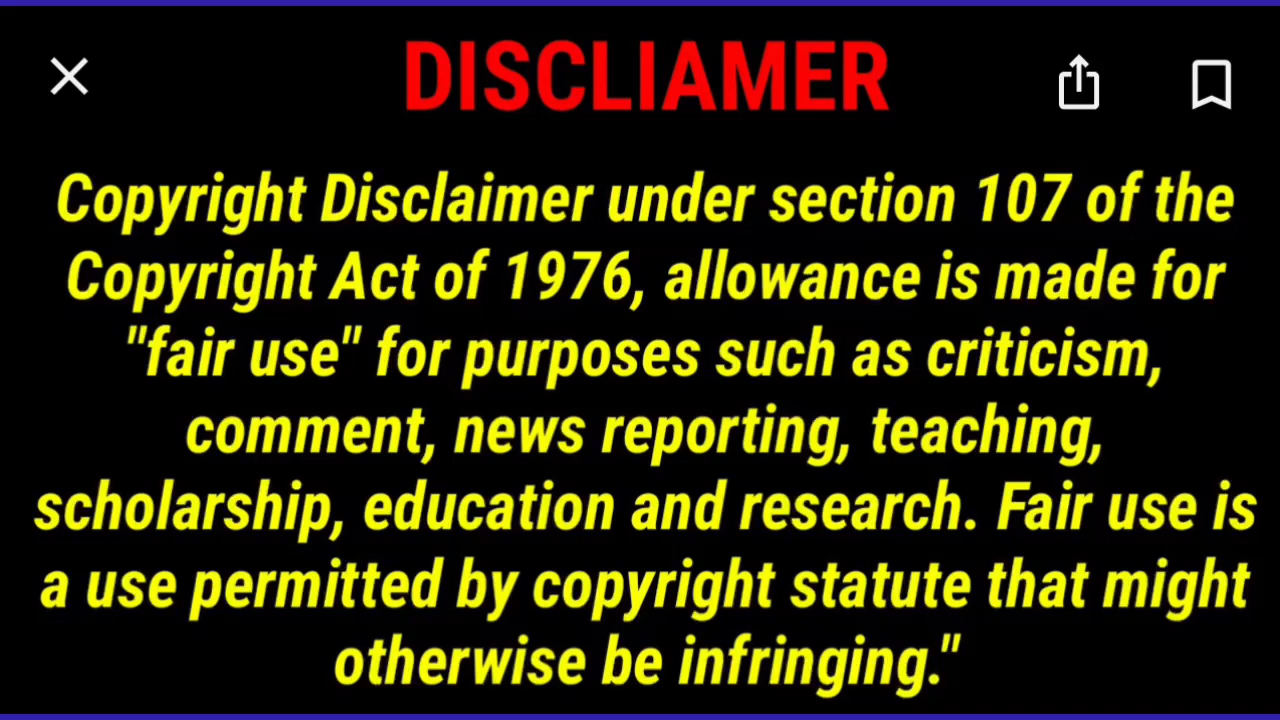 DISCLIAMER
Copyright Disclaimer under section 107 of the
Copyright Act of 1976, allowance is made for
"fair use" for purposes such as criticism,
comment, news reporting, teaching,
scholarship, education and research. Fair use is
a use permitted by copyright statute that might
otherwise be infringing."